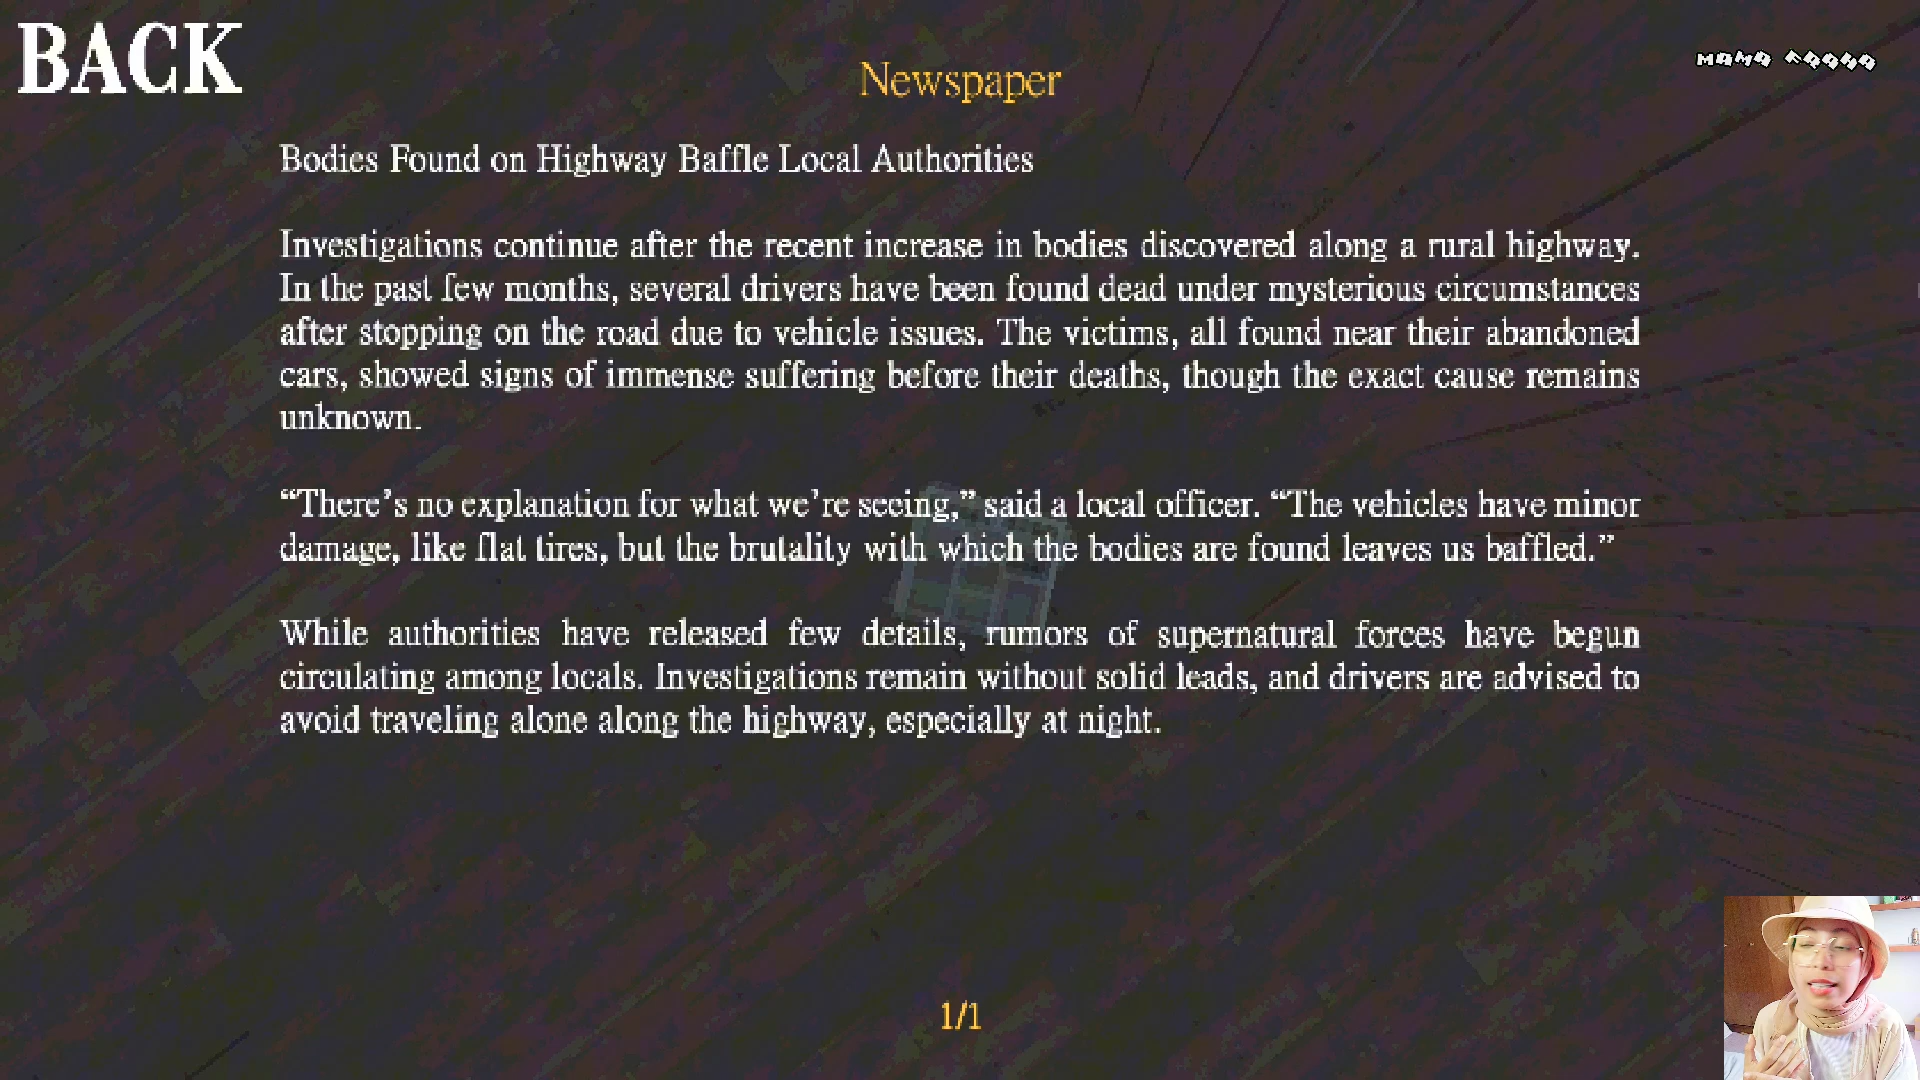 BACK
Newspaper
Bodies Found on Highway Baffle Local Authorities
Investigations continue after the recent increase in bodies discovered along a rural highway.
In the past few months, several drivers have been found dead under mysterious circumstances
after stopping on the road due to vehicle issues. The victims, all found near their abandoned
cars, showed signs of immense suffering before their deaths, though the exact cause remains
unknown.
“There’s no explanation for what we’re seeing,” said a local officer. “The vehicles have minor
damage, like flat tires, but the brutality with which the bodies are found leaves us baffled.”
While authorities have released few details, rumors of supernatural forces have begun
circulating among locals. Investigations remain without solid leads, and drivers are advised to
avoid traveling alone along the highway, especially at night.
1/1